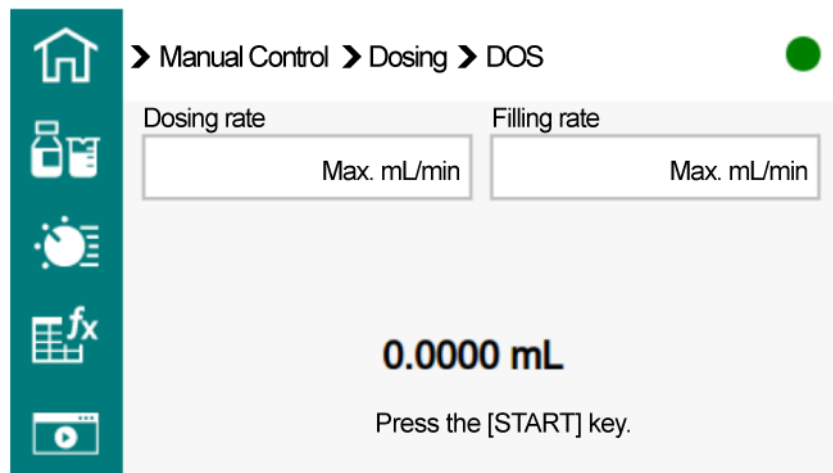 ❯ Manual Control ❯ Dosing ❯ DOS
Dosing rate
Filling rate
Max. mL/min
Max. mL/min
fx
0.0000 mL
Press the [START] key.